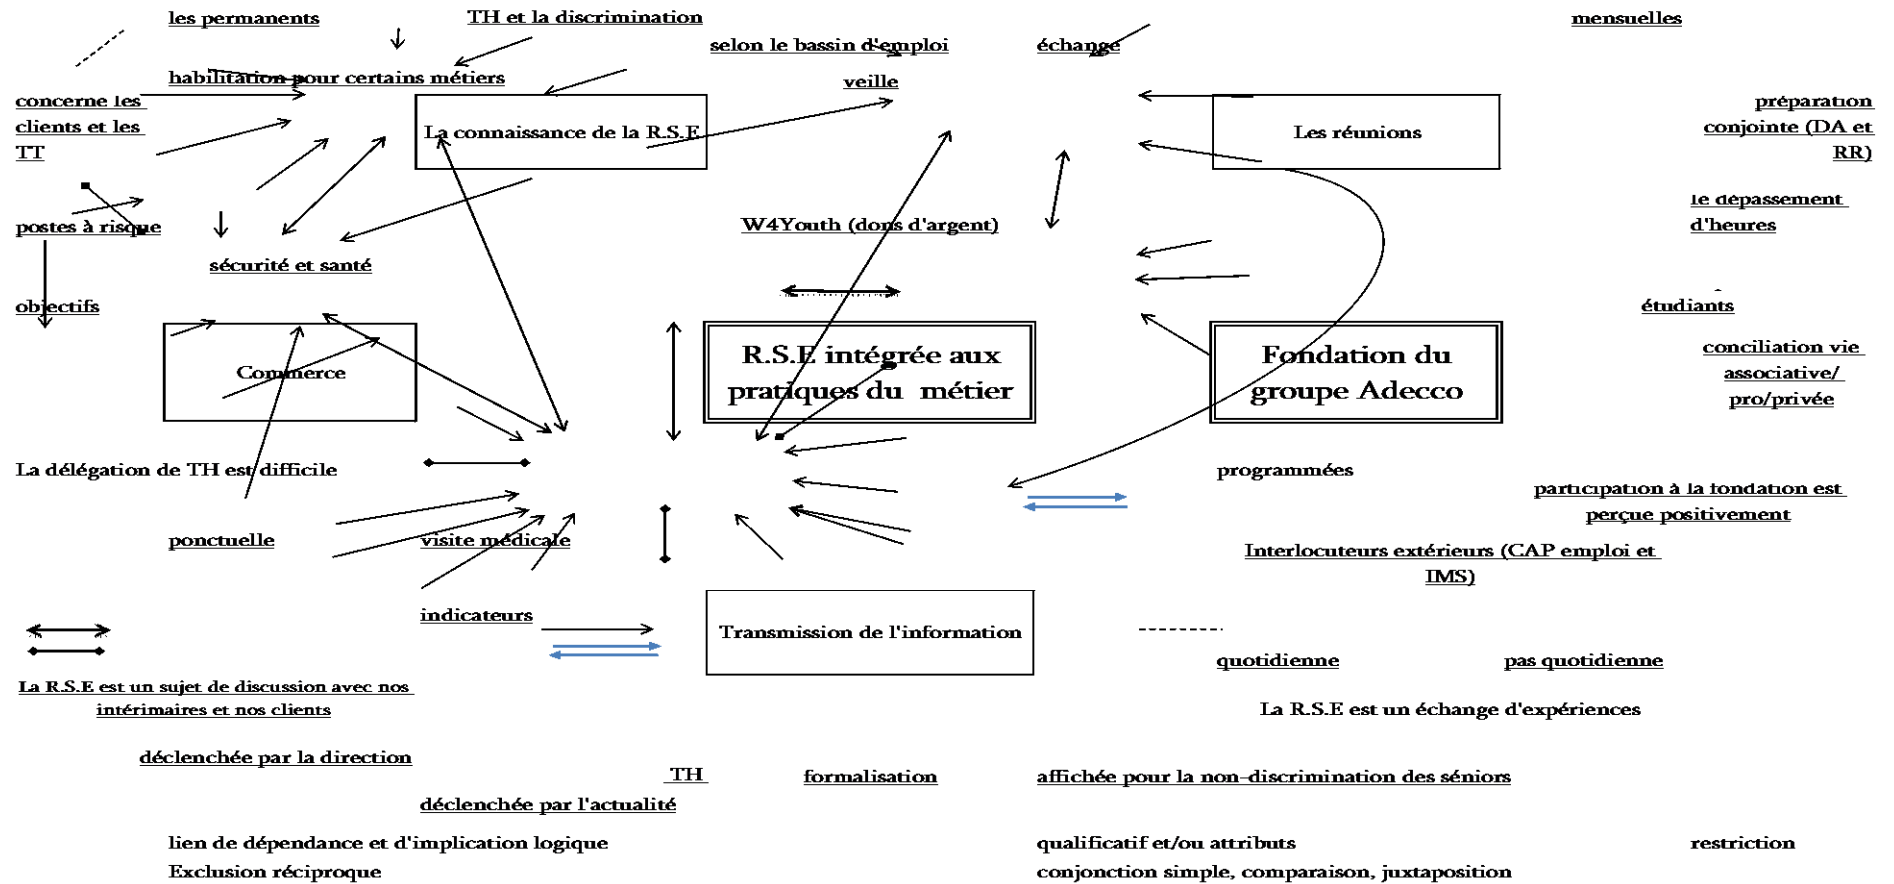 les permanents
TH et la discrimination
mensuelles
selon le bassin d'emploi
échange
habilitation pour certains métiers
veille
concerne les
clients et les
TT
La connaissance de la R.S.E
Les réunions
préparation
conjointe (DA et
RR)
postes à risque
W4Youth (dons d'argent)
le dépassement
d'heures
sécurité et santé
objectifs
étudiants
Commerce
R.S.E intégrée aux
pratiques du métier
Fondation du
groupe Adecco
conciliation vie
associative/
pro/privée
La délégation de TH est difficile
programmées
participation à la fondation est
perçue positivement
ponctuelle
visite médicale
Interlocuteurs extérieurs (CAP emploi et
IMS)
indicateurs
Transmission de l'information
quotidienne
pas quotidienne
La R.S.E est un sujet de discussion avec nos
intérimaires et nos clients
La R.S.E est un échange d'expériences
déclenchée par la direction
TH
formalisation
affichée pour la non-discrimination des séniors
déclenchée par l'actualité
lien de dépendance et d'implication logique
qualificatif et/ou attributs
restriction
Exclusion réciproque
conjonction simple, comparaison, juxtaposition